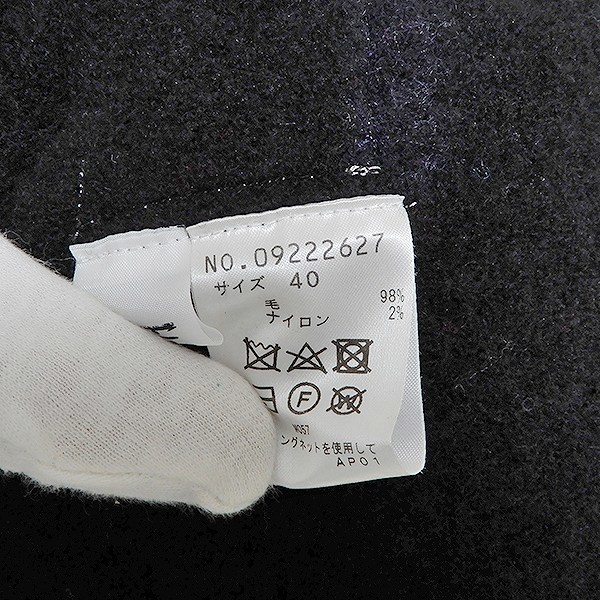 NO.09222627
サイズ 40
毛 98%
ナイロン 2%
F W
W057
ングネットを使用して
AP01